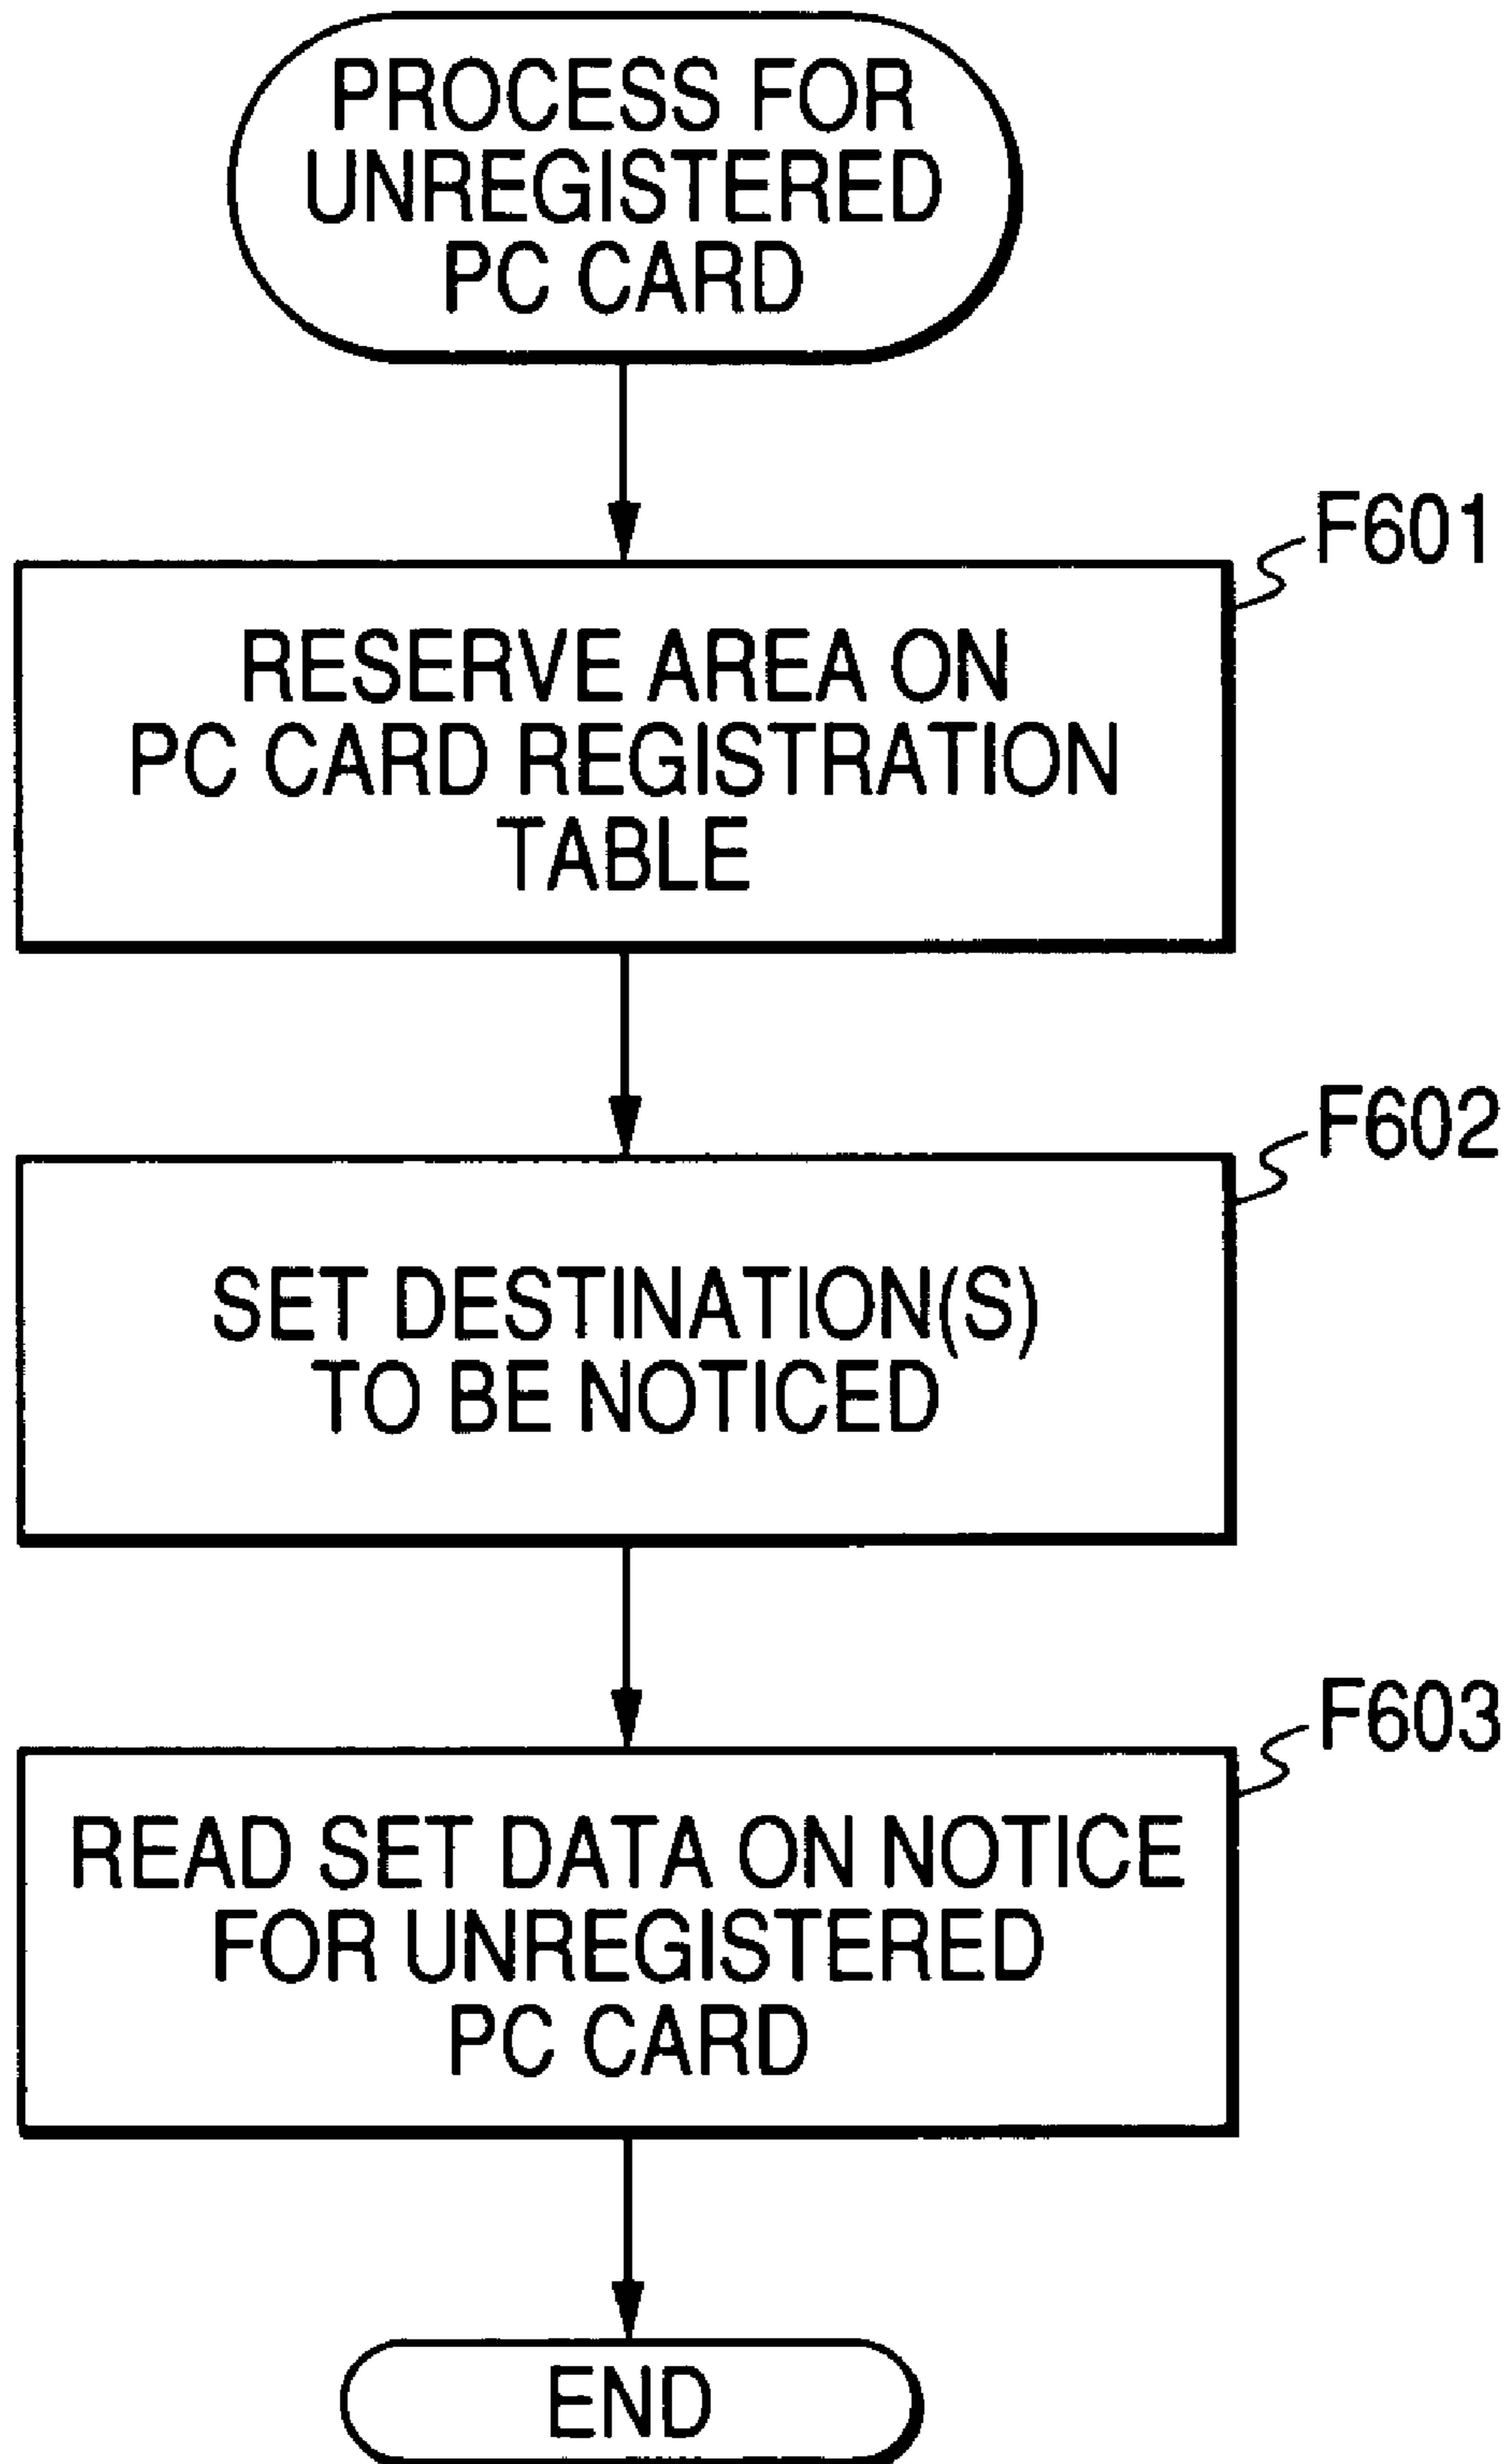 PROCESS FOR
UNREGISTERED
PC CARD
F601
RESERVE AREA ON
PC CARD REGISTRATION
TABLE
F602
SET DESTINATION(S)
TO BE NOTICED
F603
READ SET DATA ON NOTICE
FOR UNREGISTERED
PC CARD
END